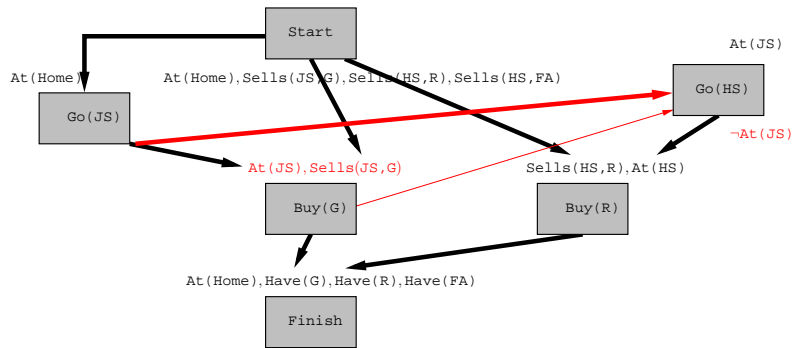 Start
At(JS)
At(Home)
At(Home),Sells(JS,G),Sells(HS,R),Sells(HS,FA)
Go(HS)
Go(JS)
¬At(JS)
At(JS),Sells(JS,G)
Sells(HS,R),At(HS)
Buy(G)
Buy(R)
At(Home),Have(G),Have(R),Have(FA)
Finish